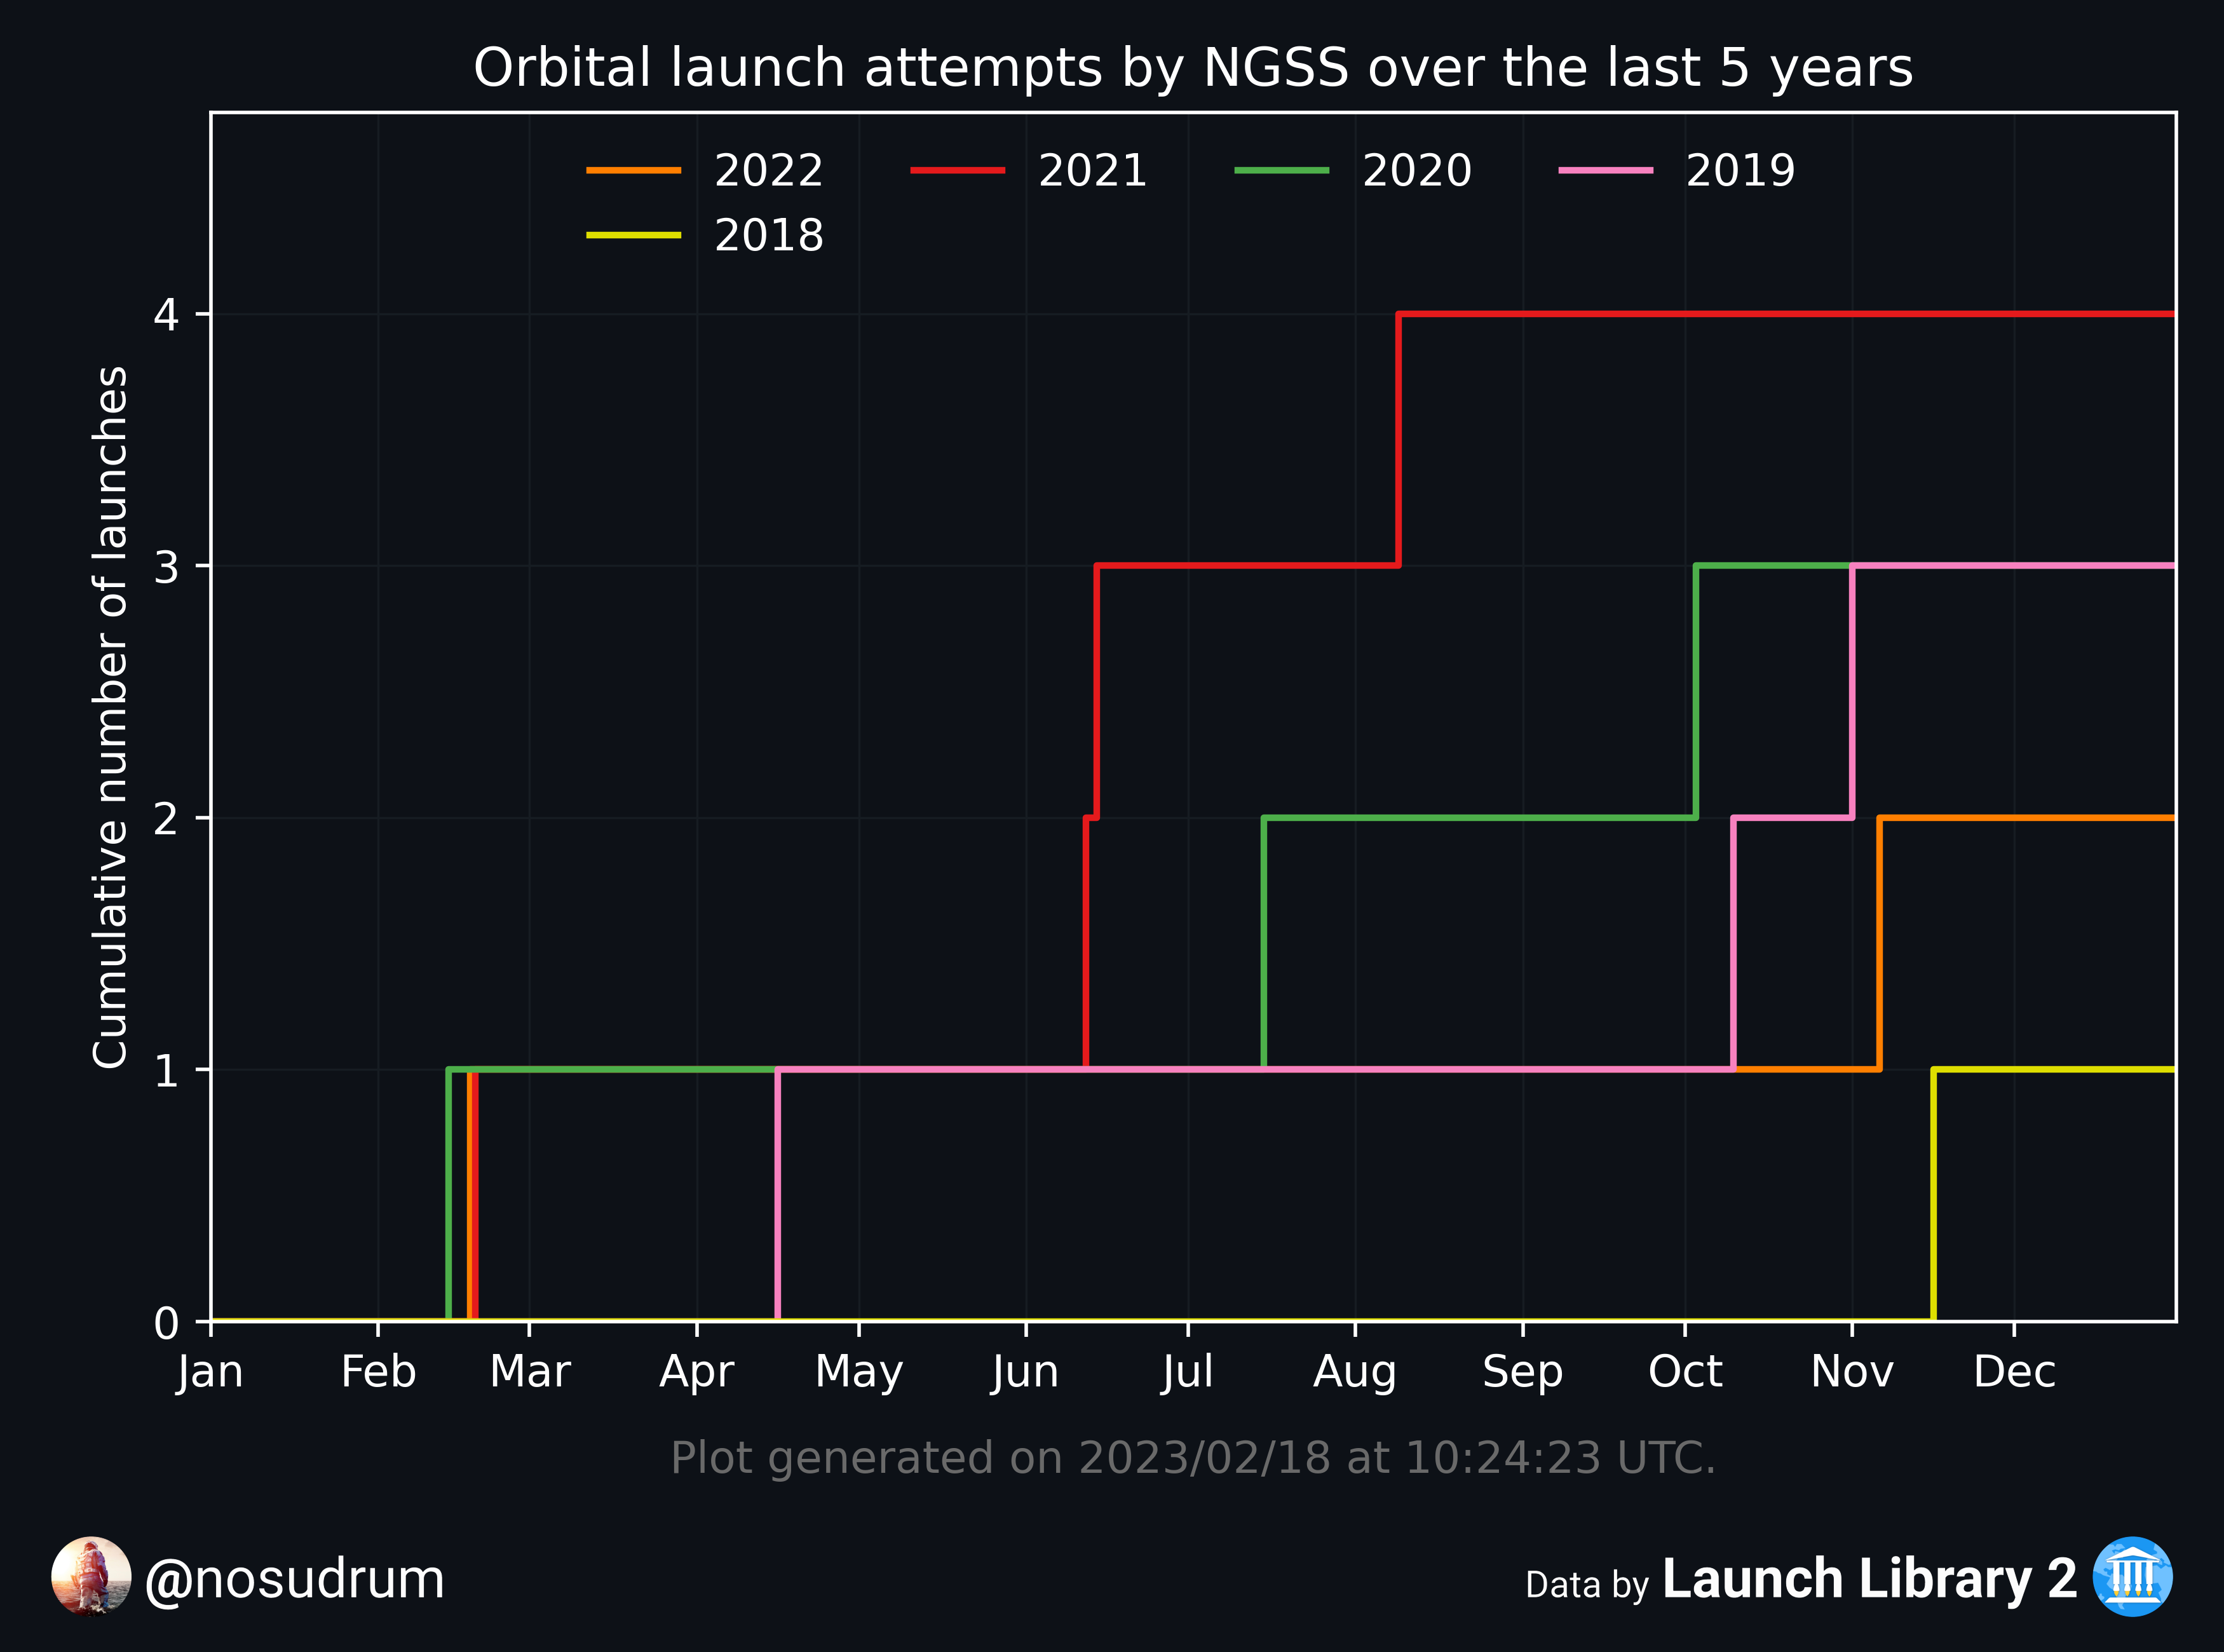 Orbital launch attempts by NGSS over the last 5 years
2022 2021 2020 2019
2018
Cumulative number of launches
4
3
2
1
0
Jan Feb Mar Apr May Jun Jul Aug Sep Oct Nov Dec
Plot generated on 2023/02/18 at 10:24:23 UTC.
@nosudrum
Data by Launch Library 2